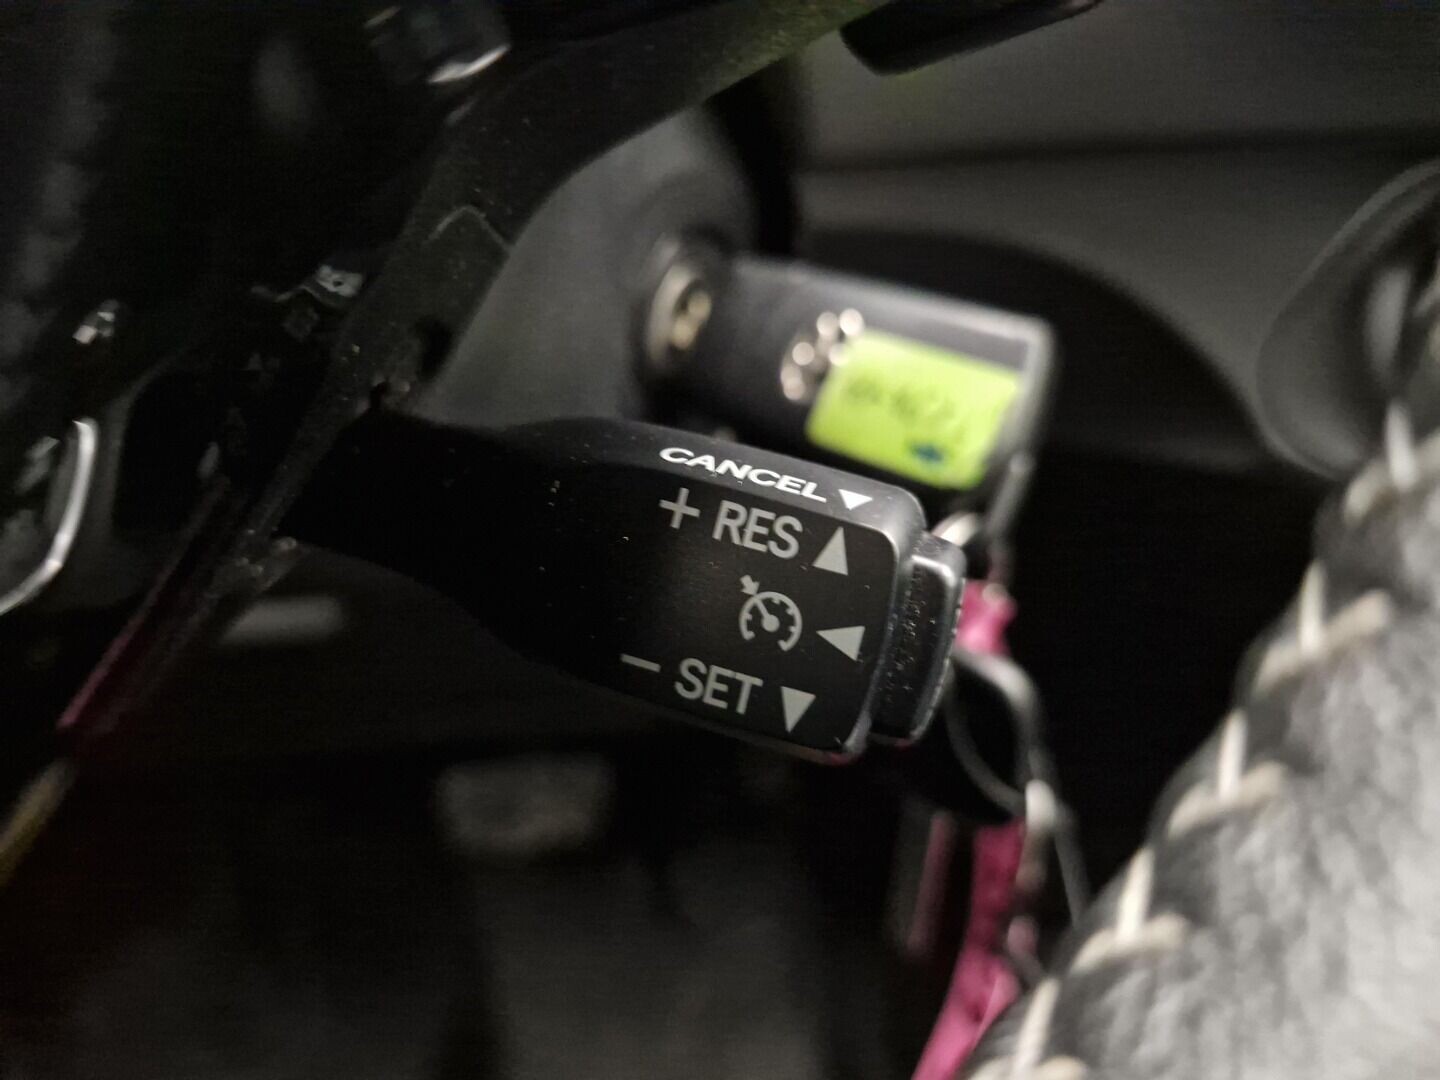 CANCEL ▼
+ RES ▲
◀
− SET ▼